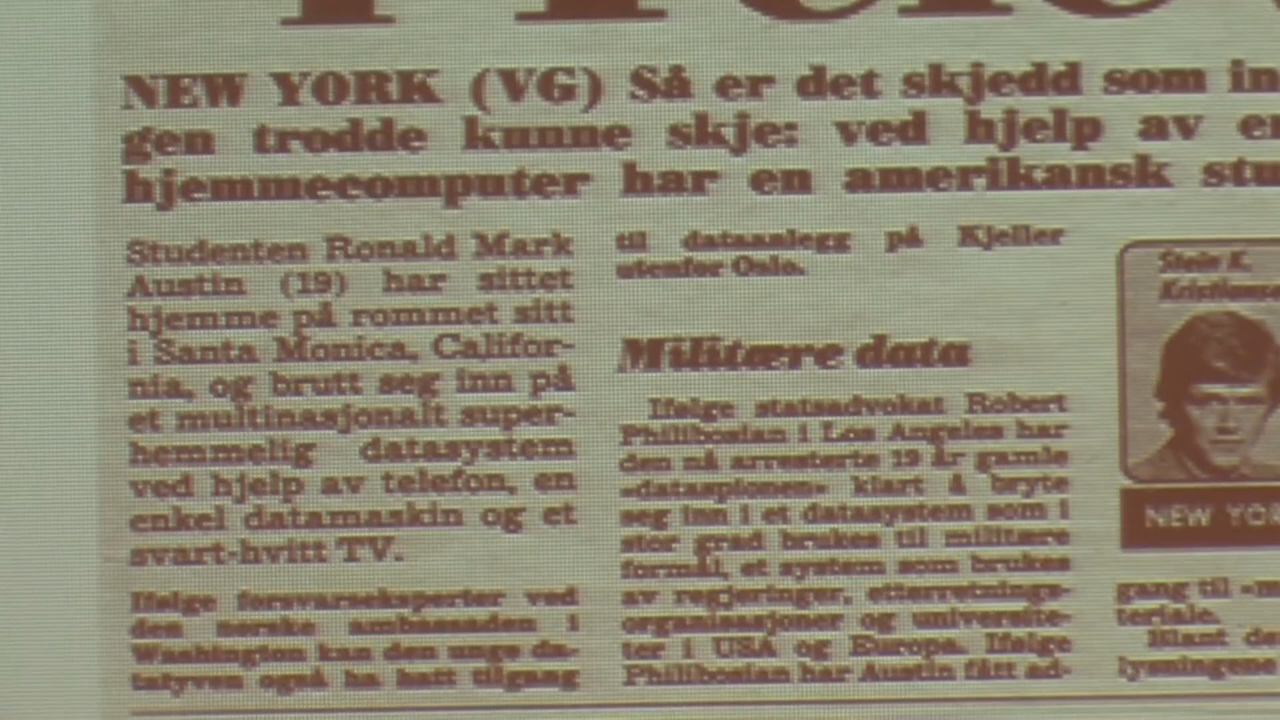 NEW YORK (VG) Så er det skjedd som in
gen trodde kunne skje: ved hjelp av en
hjemmecomputer har en amerikansk stu
Studenten Ronald Mark
Austin (19) har sittet
hjemme på rommet sitt
i Santa Monica, Califor-
nia, og brutt seg inn på
et multinasjonalt super-
hemmelig datasystem
ved hjelp av telefon, en
enkel datamaskin og et
svart-hvitt TV.
Ifølge forsvarseksperter ved
den norske ambassaden i
Washington kan den unge da-
tatyven også ha hatt tilgang
til dataanlegg på Kjeller
utenfor Oslo.
Militære data
Ifølge statsadvokat Robert
Philibosian i Los Angeles har
den nå arresterte 19 år gamle
«dataspionen» klart å bryte
seg inn i et datasystem som i
stor grad brukes til militære
formål, et system som brukes
av regjeringer, etterretnings-
organisasjoner og universite-
ter i USA og Europa. Ifølge
Philibosian har Austin fått ad-
Stein K.
NEW YO
gang til
teriale.
Blant de
lysningene